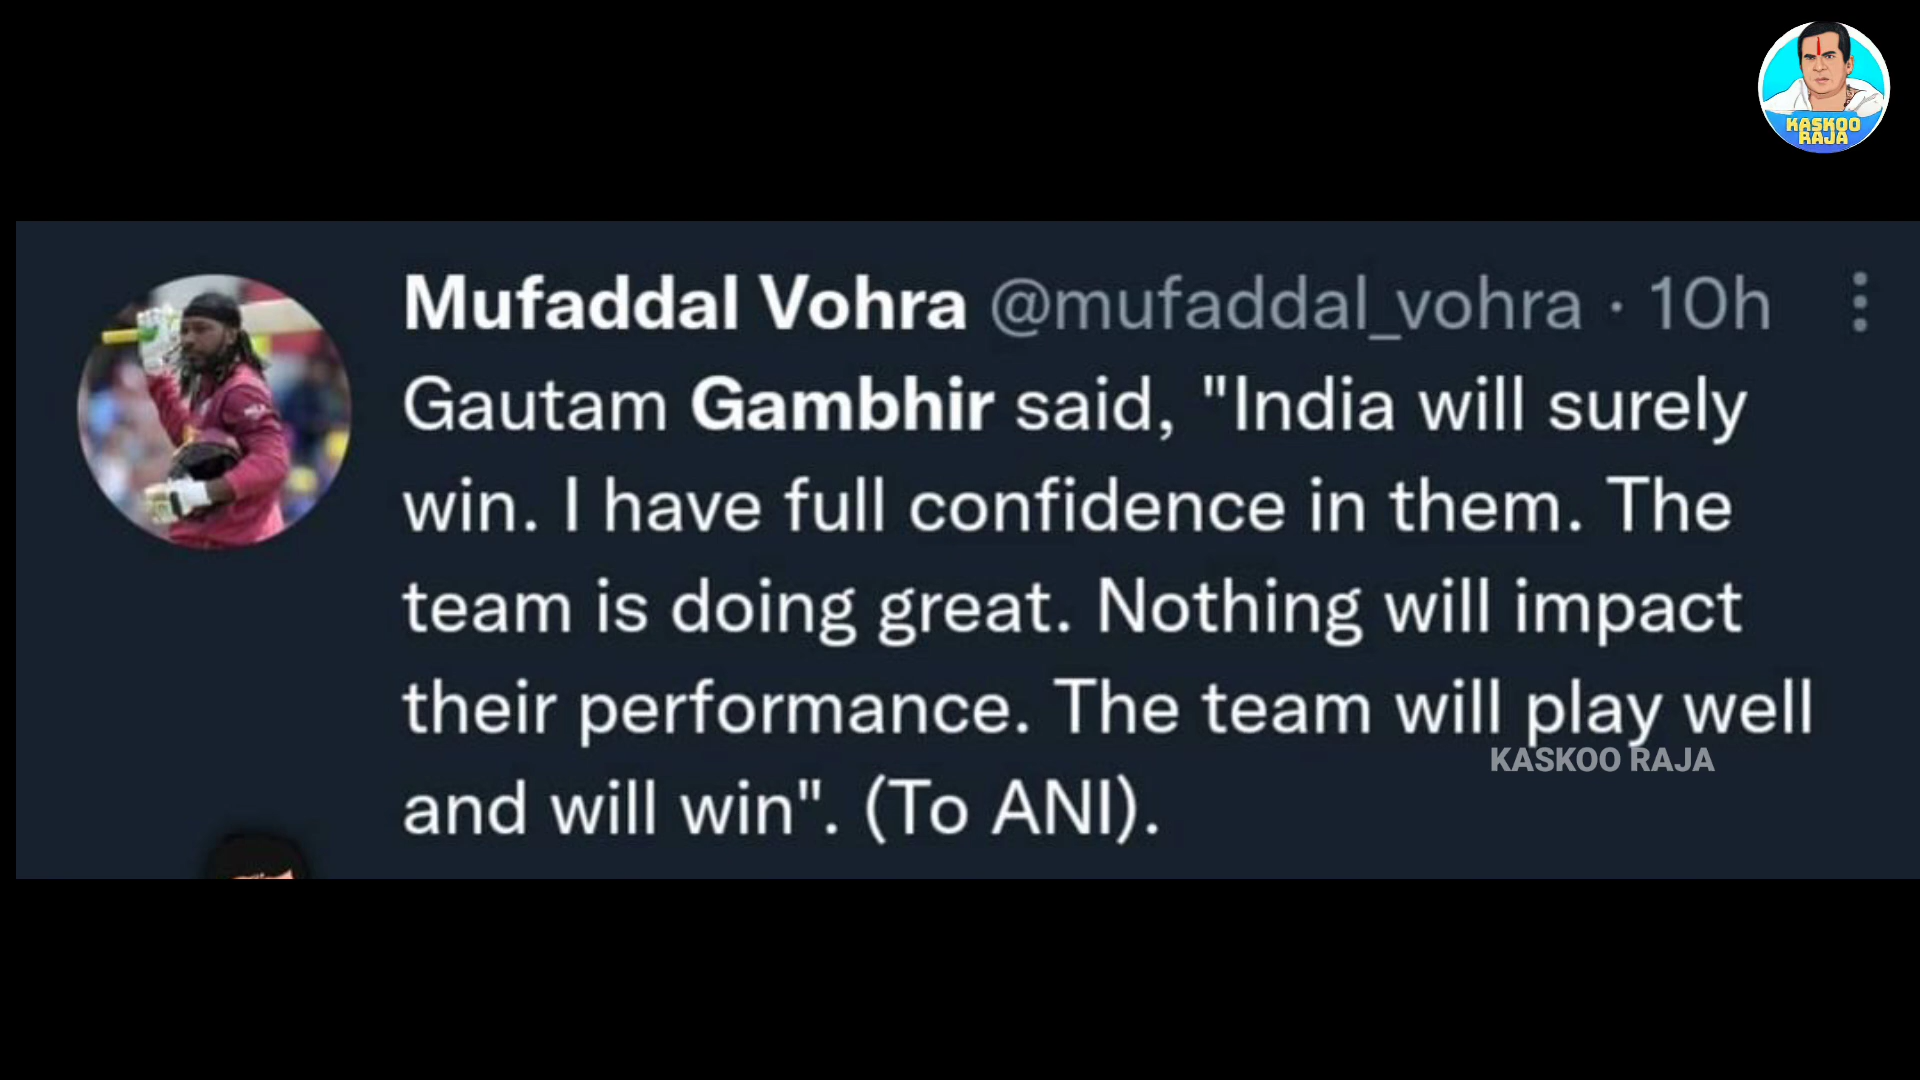 KASKOO
RAJA
Mufaddal Vohra @mufaddal_vohra · 10h
Gautam Gambhir said, "India will surely
win. I have full confidence in them. The
team is doing great. Nothing will impact
their performance. The team will play well
KASKOO RAJA
and will win". (To ANI).